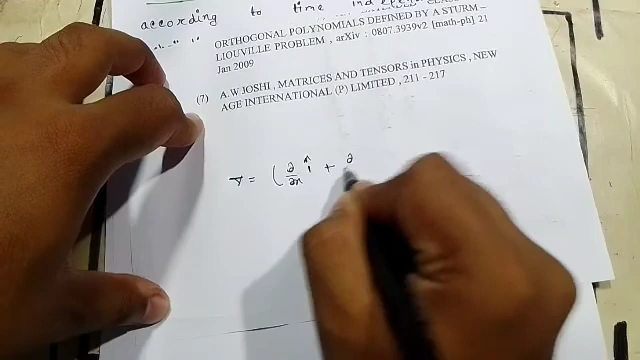 according to time indepen
ORTHOGONAL POLYNOMIALS DEFINED BY A STURM –
LIOUVILLE PROBLEM , arXiv : 0807.3939v2 [math-ph] 21
Jan 2009
(7) A.W JOSHI , MATRICES AND TENSORS in PHYSICS , NEW
AGE INTERNATIONAL (P) LIMITED , 211 - 217
∇ = ( ∂/∂x î + ∂